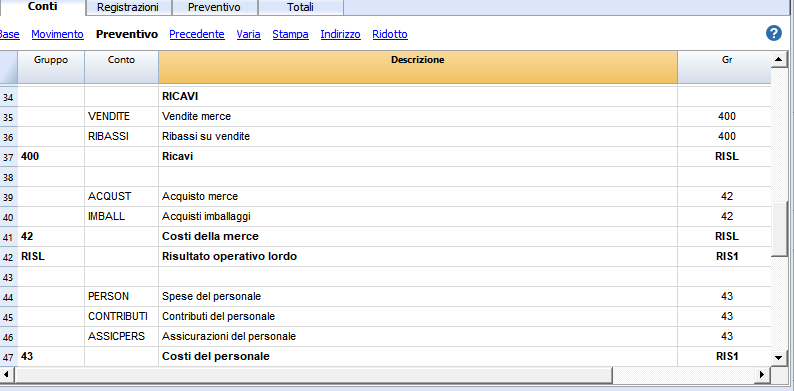 Conti Registrazioni Preventivo Totali
Base Movimento Preventivo Precedente Varia Stampa Indirizzo Ridotto ?
Gruppo Conto Descrizione Gr
34 RICAVI
35 VENDITE Vendite merce 400
36 RIBASSI Ribassi su vendite 400
37 400 Ricavi RISL
38
39 ACQUST Acquisto merce 42
40 IMBALL Acquisti imballaggi 42
41 42 Costi della merce RISL
42 RISL Risultato operativo lordo RIS1
43
44 PERSON Spese del personale 43
45 CONTRIBUTI Contributi del personale 43
46 ASSICPERS Assicurazioni del personale 43
47 43 Costi del personale RIS1